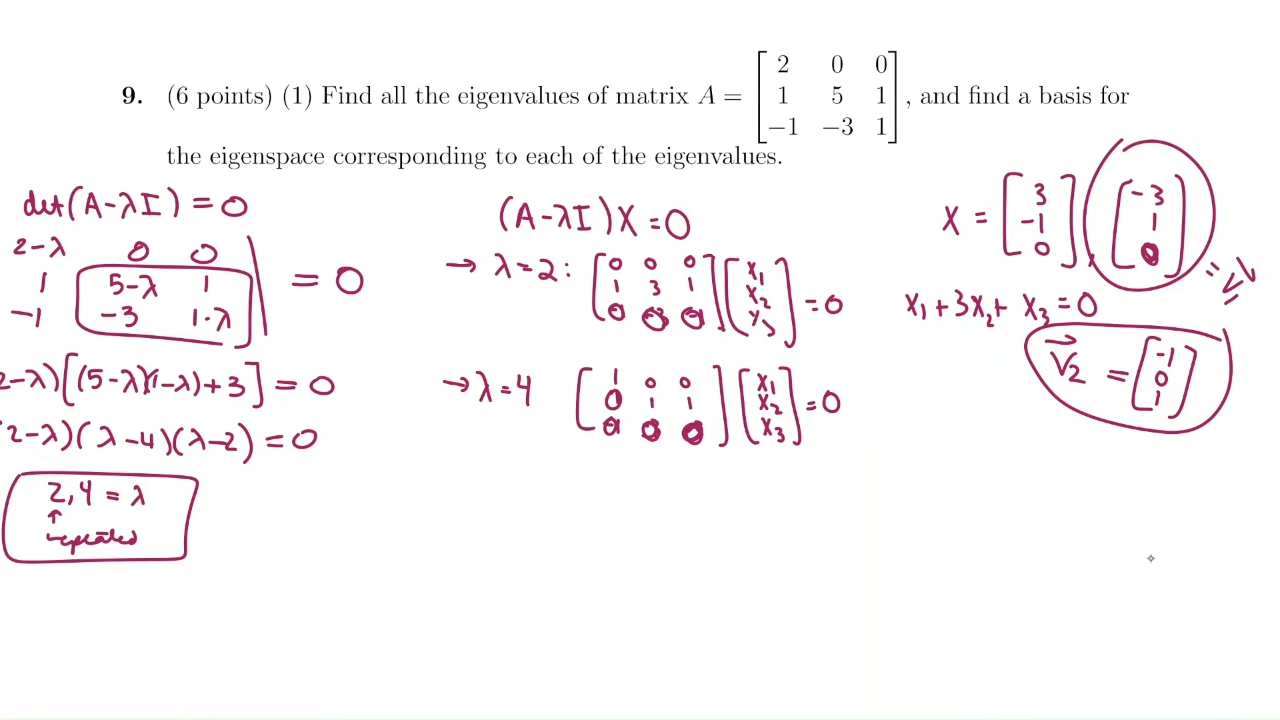 9. (6 points) (1) Find all the eigenvalues of matrix A = [2 0 0; 1 5 1; −1 −3 1], and find a basis for
the eigenspace corresponding to each of the eigenvalues.
det(A-λI) = 0
2-λ 0 0
1 5-λ 1 = 0
-1 -3 1-λ
2-λ)[(5-λ)(1-λ)+3] = 0
(2-λ)(λ-4)(λ-2) = 0
2,4 = λ
↑
repeated
(A-λI)X = 0
→ λ=2: [0 0 0; 1 3 1; 0 0 0] [x₁; x₂; x₃] = 0
→ λ=4 [1 0 0; 0 1 1; 0 0 0] [x₁; x₂; x₃] = 0
X = [3; -1; 0], [-3; 1; 0] = V₁
x₁+3x₂+ x₃ = 0
V₂ = [-1; 0; 1]